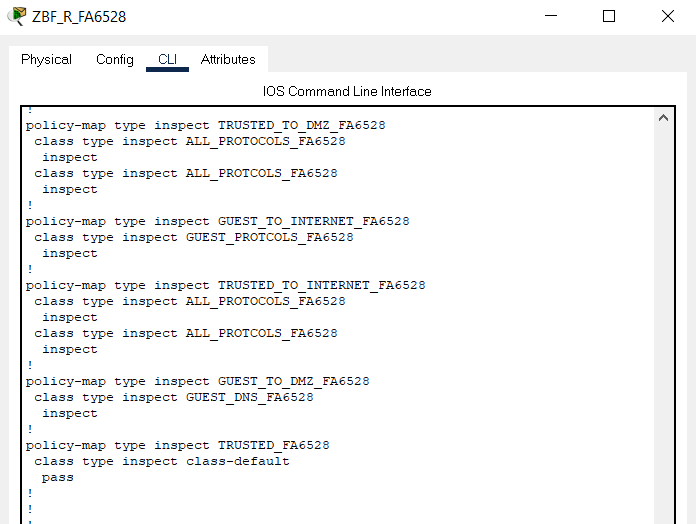 ZBF_R_FA6528
Physical Config CLI Attributes
IOS Command Line Interface
!
policy-map type inspect TRUSTED_TO_DMZ_FA6528
class type inspect ALL_PROTOCOLS_FA6528
inspect
class type inspect ALL_PROTCOLS_FA6528
inspect
!
policy-map type inspect GUEST_TO_INTERNET_FA6528
class type inspect GUEST_PROTCOLS_FA6528
inspect
!
policy-map type inspect TRUSTED_TO_INTERNET_FA6528
class type inspect ALL_PROTOCOLS_FA6528
inspect
class type inspect ALL_PROTCOLS_FA6528
inspect
!
policy-map type inspect GUEST_TO_DMZ_FA6528
class type inspect GUEST_DNS_FA6528
inspect
!
policy-map type inspect TRUSTED_FA6528
class type inspect class-default
pass
!
!
!